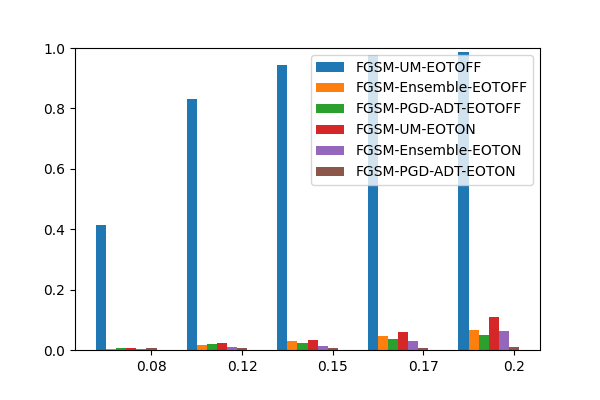 1.0
0.8
0.6
0.4
0.2
0.0
FGSM-UM-EOTOFF
FGSM-Ensemble-EOTOFF
FGSM-PGD-ADT-EOTOFF
FGSM-UM-EOTON
FGSM-Ensemble-EOTON
FGSM-PGD-ADT-EOTON
0.08 0.12 0.15 0.17 0.2